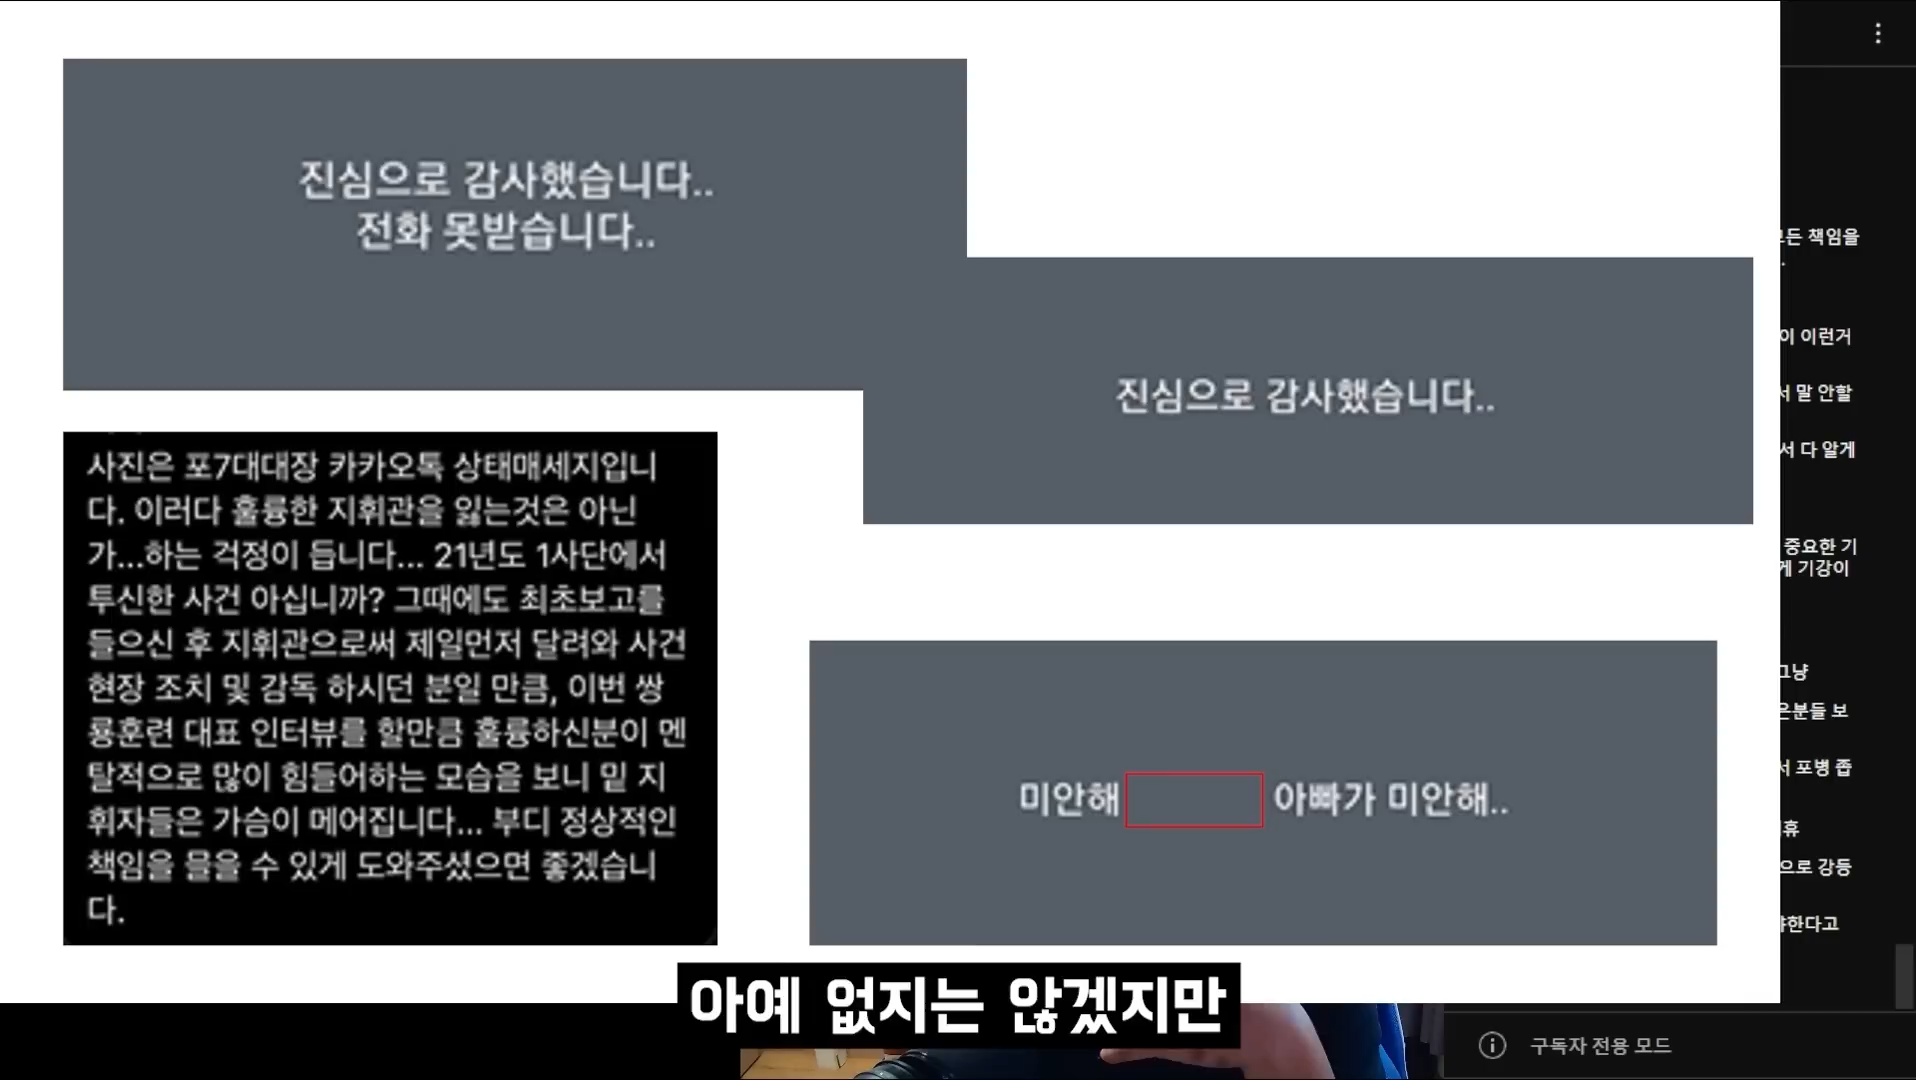 진심으로 감사했습니다..
전화 못받습니다..
진심으로 감사했습니다..
사진은 포7대대장 카카오톡 상태매세지입니
다. 이러다 훌륭한 지휘관을 잃는것은 아닌
가...하는 걱정이 듭니다... 21년도 1사단에서
투신한 사건 아십니까? 그때에도 최초보고를
들으신 후 지휘관으로써 제일먼저 달려와 사건
현장 조치 및 감독 하시던 분일 만큼, 이번 쌍
룡훈련 대표 인터뷰를 할만큼 훌륭하신분이 멘
탈적으로 많이 힘들어하는 모습을 보니 밑 지
휘자들은 가슴이 메어집니다... 부디 정상적인
책임을 물을 수 있게 도와주셨으면 좋겠습니
다.
미안해 아빠가 미안해..
책임을
이 이런거
말 안할
서 다 알게
중요한 기
게 기강이
그냥
은분들 보
포병 좁
휴
으로 강등
한다고
아예 없지는 않겠지만
구독자 전용 모드